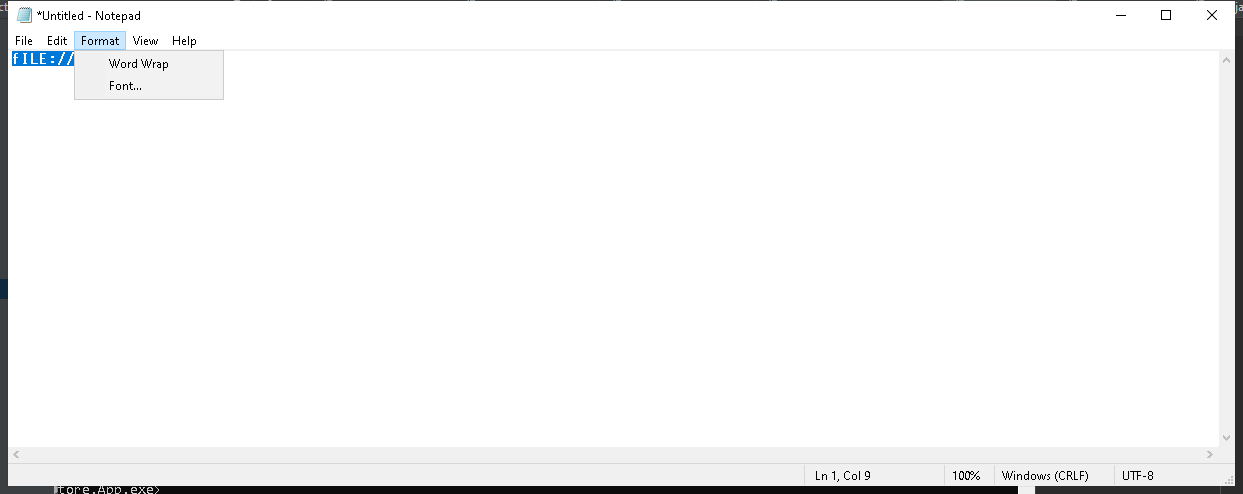 *Untitled - Notepad
File Edit Format View Help
fILE://
Word Wrap
Font...
Ln 1, Col 9
100%
Windows (CRLF)
UTF-8
tore.App.exe>